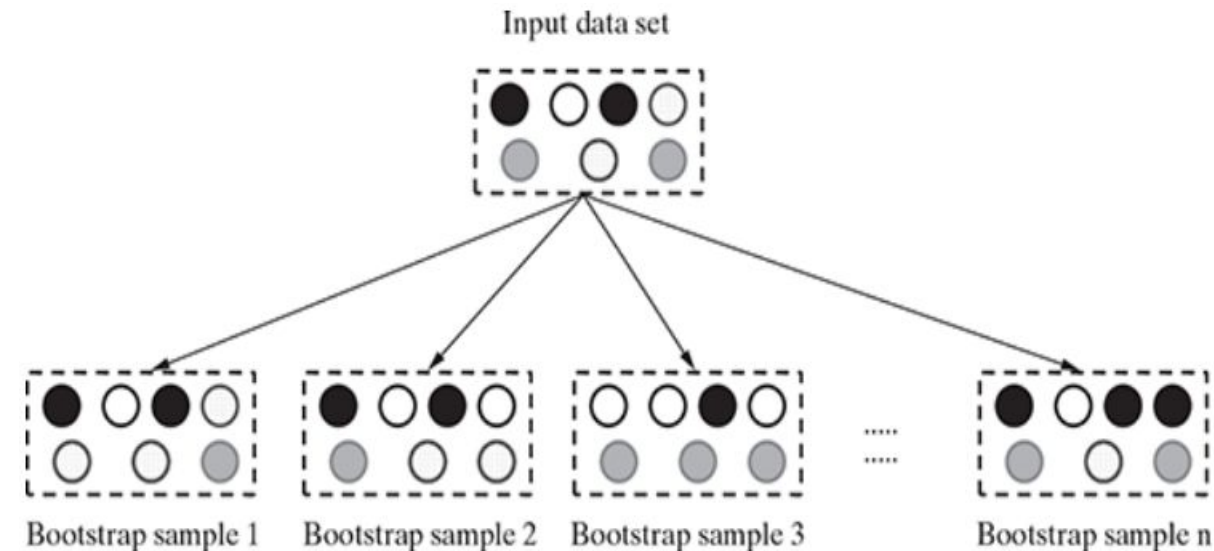 Input data set
.....
.....
Bootstrap sample 1
Bootstrap sample 2
Bootstrap sample 3
Bootstrap sample n